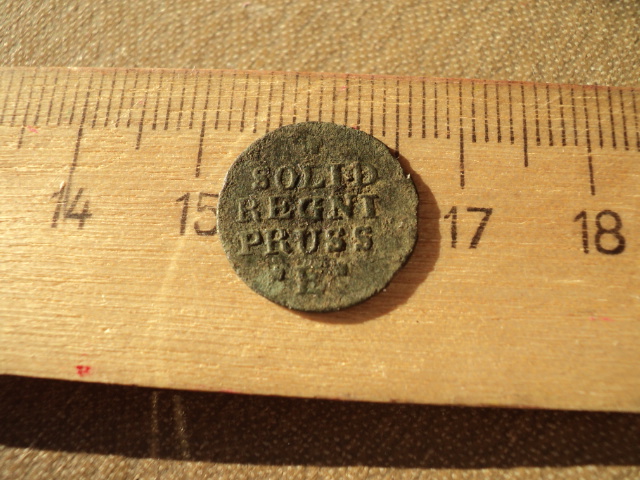 SOLID
REGNI
PRUSS
·E·
14 15 17 18